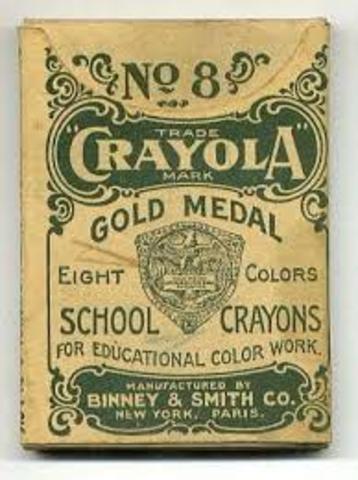 No 8
TRADE
"CRAYOLA"
MARK
GOLD MEDAL
EIGHT COLORS
SCHOOL CRAYONS
FOR EDUCATIONAL COLOR WORK.
MANUFACTURED BY
BINNEY & SMITH CO.
NEW YORK, PARIS.